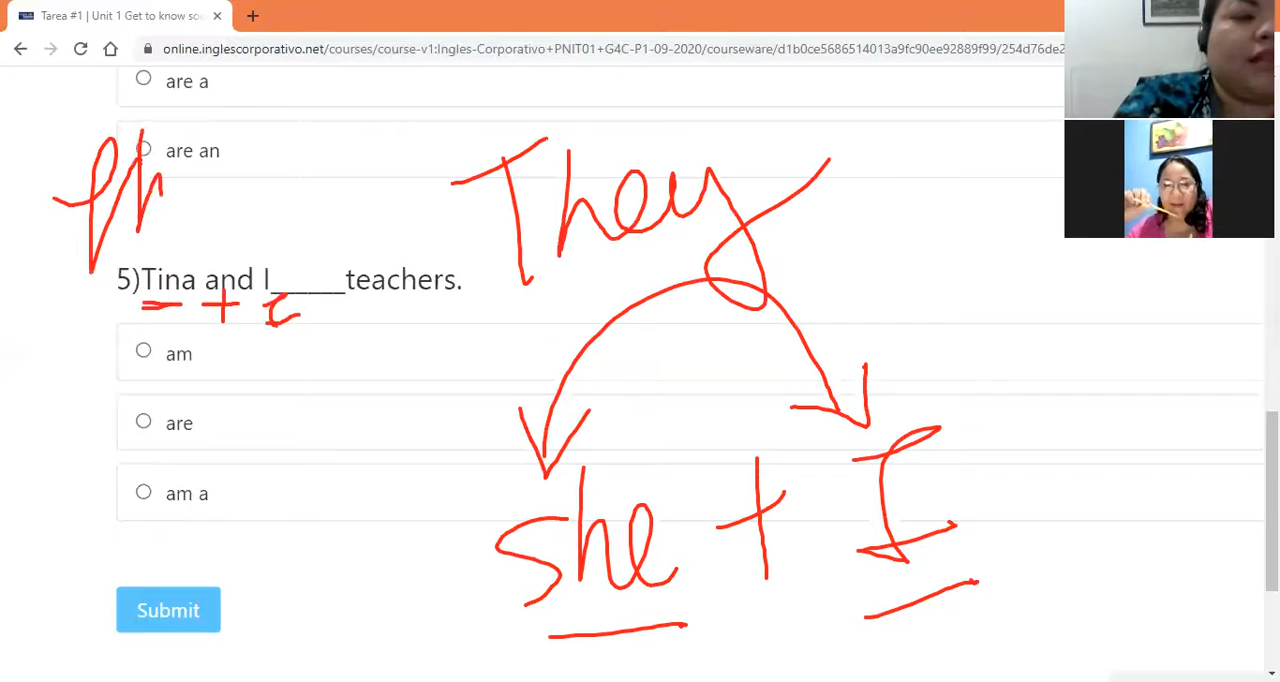 Tarea #1 | Unit 1 Get to know so
online.inglescorporativo.net/courses/course-v1:Ingles-Corporativo+PNIT01+G4C-P1-09-2020/courseware/d1b0ce5686514013a9fc90ee92889f99/254d76de2
are a
are an
They
5)Tina and I_____teachers.
+
am
are
am a
she + I
Submit